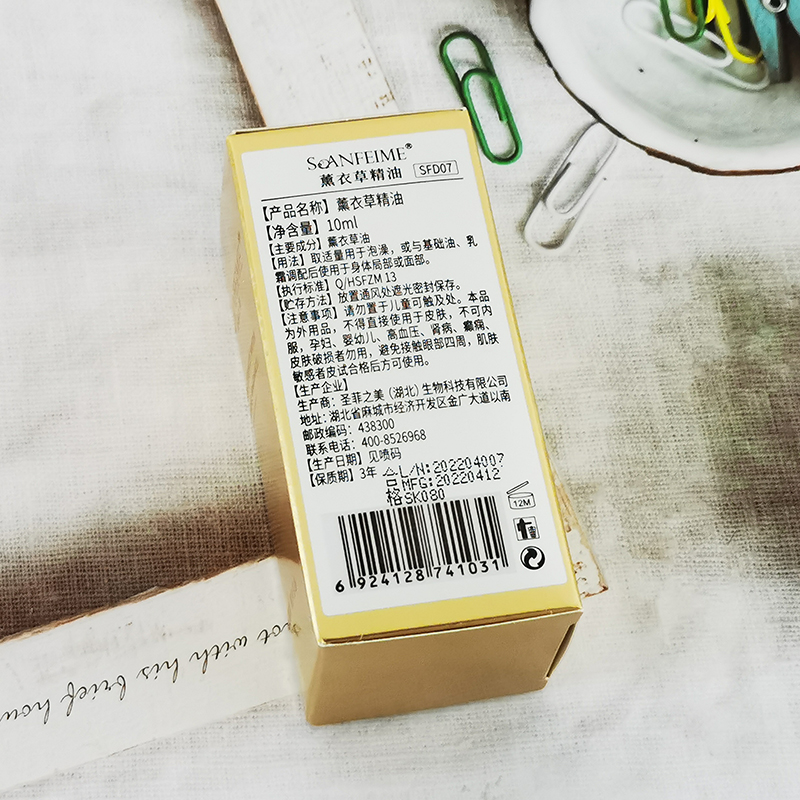 SOANFEIME®
薰衣草精油 SFD07
【产品名称】薰衣草精油
【净含量】10ml
【主要成分】薰衣草油
【用法】取适量用于泡澡，或与基础油、乳
霜调配后使用于身体局部或面部。
【执行标准】Q/HSFZM 13
【贮存方法】放置通风处遮光密封保存。
【注意事项】请勿置于儿童可触及处。本品
为外用品，不得直接使用于皮肤，不可内
服，孕妇、婴幼儿、高血压、肾病、癫痫、
皮肤破损者勿用，避免接触眼部四周，肌肤
敏感者皮试合格后方可使用。
【生产企业】
生产商：圣菲之美（湖北）生物科技有限公司
地址：湖北省麻城市经济开发区金广大道以南
邮政编码：438300
联系电话：400-8526968
【生产日期】见喷码
【保质期】3年
合格
L/N:202204007
MFG:20220412
SK080
12M
6 924128 741031
not with his brief hou